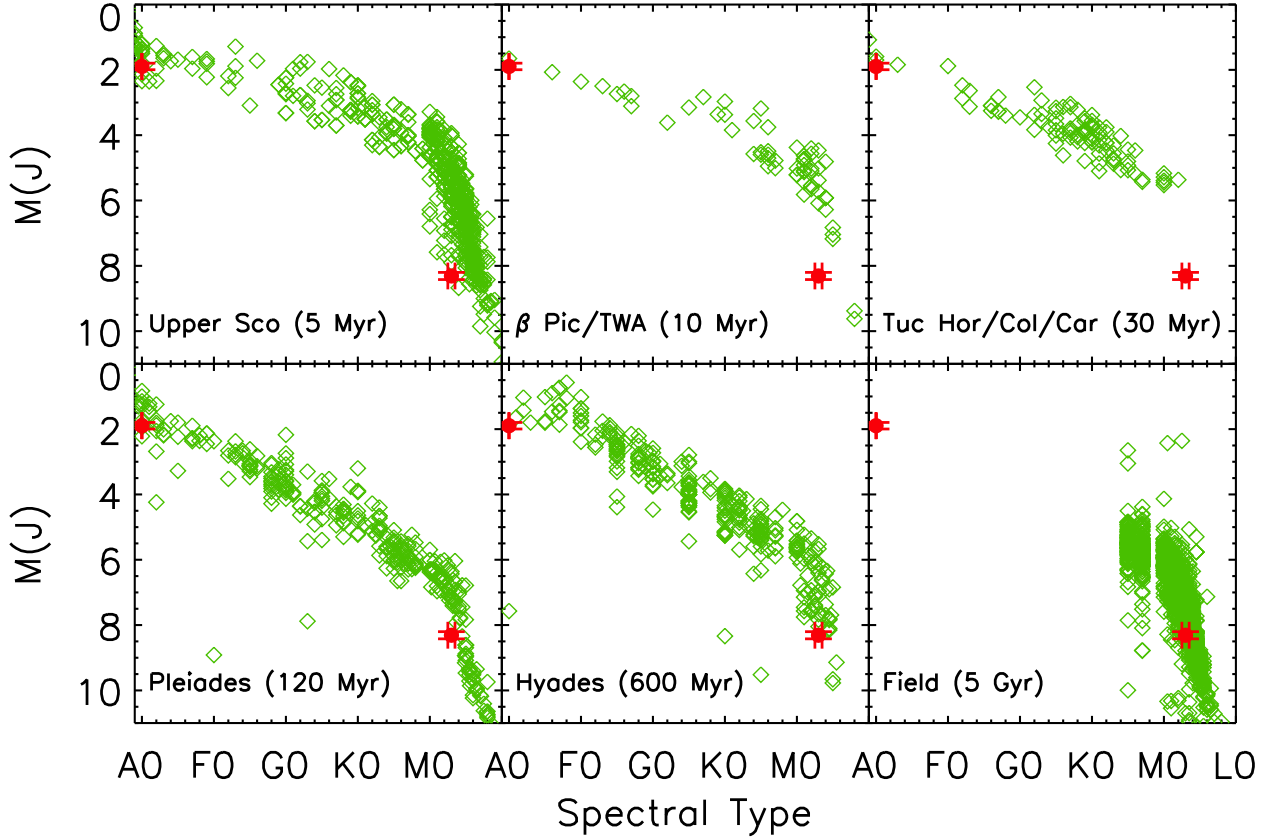 0
2
4
6
8
10
M(J)
Upper Sco (5 Myr)
β Pic/TWA (10 Myr)
Tuc Hor/Col/Car (30 Myr)
0
2
4
6
8
10
M(J)
Pleiades (120 Myr)
Hyades (600 Myr)
Field (5 Gyr)
A0 F0 G0 K0 M0 A0 F0 G0 K0 M0 A0 F0 G0 K0 M0 L0
Spectral Type